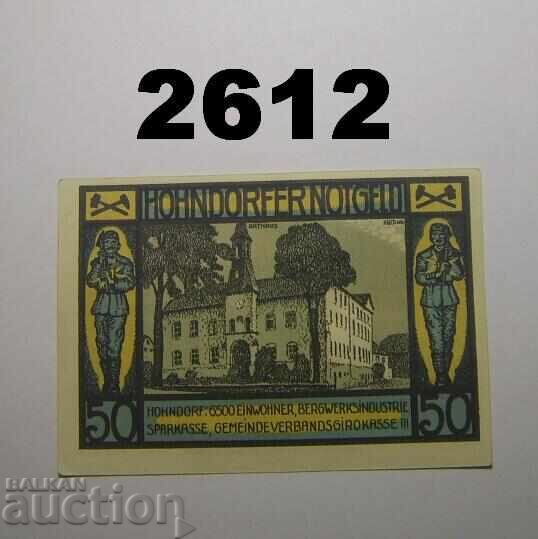 2612
HOHNDORFER NOTGELD
RATHAUS
50
50
HOHNDORF: 6500 EINWOHNER, BERGWERKSINDUSTRIE
SPARKASSE, GEMEINDEVERBANDSGIROKASSE
BALKAN
auction